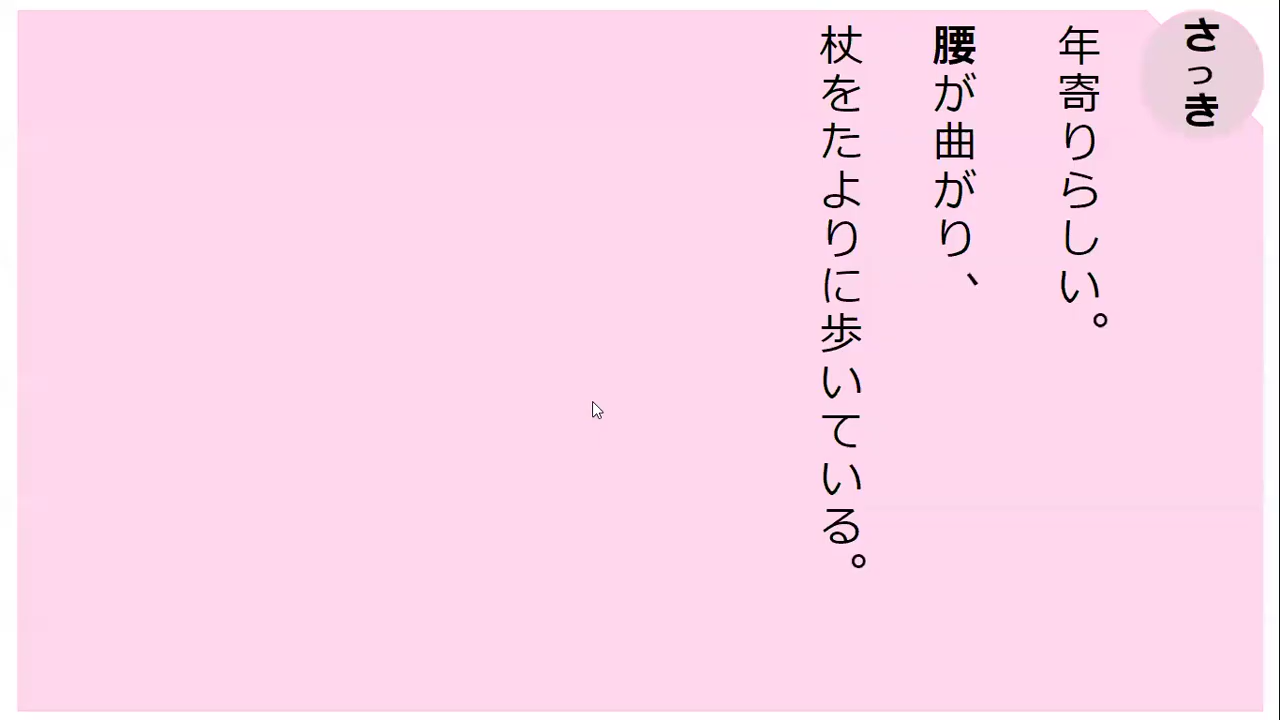 さっき
年寄りらしい。
腰が曲がり、
杖をたよりに歩いている。